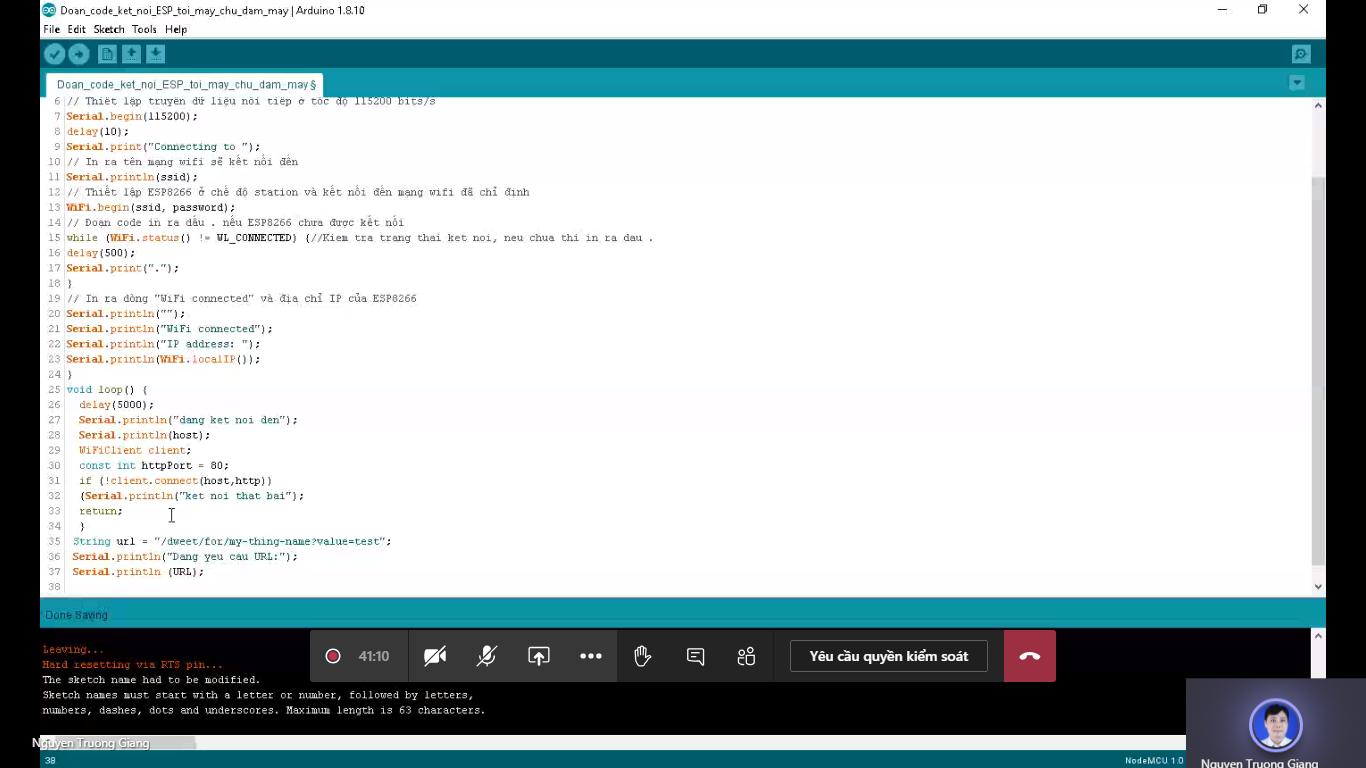 Doan_code_ket_noi_ESP_toi_may_chu_dam_may | Arduino 1.8.10
File Edit Sketch Tools Help
Doan_code_ket_noi_ESP_toi_may_chu_dam_may §
6 // Thiết lập truyền dữ liệu nối tiếp ở tốc độ 115200 bits/s
7 Serial.begin(115200);
8 delay(10);
9 Serial.print("Connecting to ");
10 // In ra tên mạng wifi sẽ kết nối đến
11 Serial.println(ssid);
12 // Thiết lập ESP8266 ở chế độ station và kết nối đến mạng wifi đã chỉ định
13 WiFi.begin(ssid, password);
14 // Đoạn code in ra dấu . nếu ESP8266 chưa được kết nối
15 while (WiFi.status() != WL_CONNECTED) {//Kiem tra trang thai ket noi, neu chua thi in ra dau .
16 delay(500);
17 Serial.print(".");
18 }
19 // In ra dòng "WiFi connected" và địa chỉ IP của ESP8266
20 Serial.println("");
21 Serial.println("WiFi connected");
22 Serial.println("IP address: ");
23 Serial.println(WiFi.localIP());
24 }
25 void loop() {
26 delay(5000);
27 Serial.println("dang ket noi den");
28 Serial.println(host);
29 WiFiClient client;
30 const int httpPort = 80;
31 if (!client.connect(host,http))
32 {Serial.println("ket noi that bai");
33 return;
34 }
35 String url = "/dweet/for/my-thing-name?value=test";
36 Serial.println("Dang yeu cau URL:");
37 Serial.println (URL);
38
Done Saving
Leaving...
Hard resetting via RTS pin...
The sketch name had to be modified.
Sketch names must start with a letter or number, followed by letters,
numbers, dashes, dots and underscores. Maximum length is 63 characters.
41:10
Yêu cầu quyền kiểm soát
Nguyen Truong Giang
Nguyen Truong Giang
38
NodeMCU 1.0